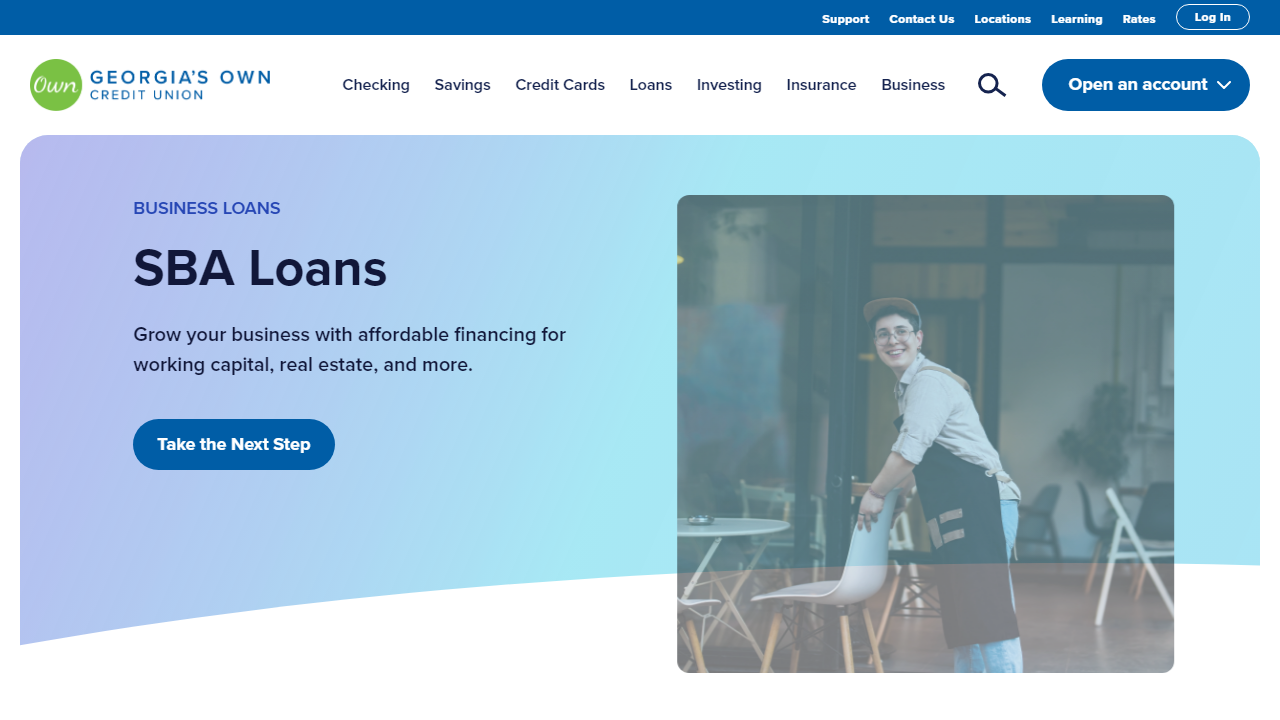 Support Contact Us Locations Learning Rates Log In
Own GEORGIA'S OWN
CREDIT UNION
Checking Savings Credit Cards Loans Investing Insurance Business Open an account
BUSINESS LOANS
SBA Loans
Grow your business with affordable financing for
working capital, real estate, and more.
Take the Next Step